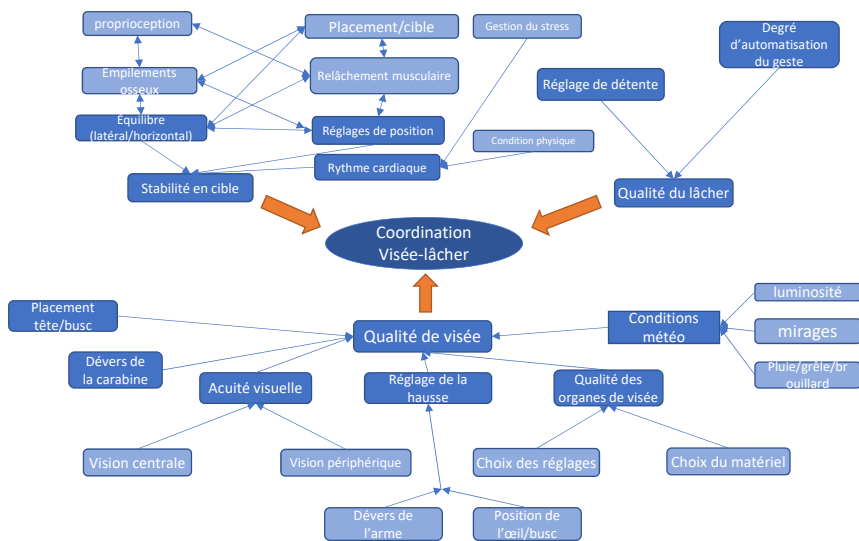 proprioception
Placement/cible
Gestion du stress
Degré
d'automatisation
du geste
Empilements
osseux
Relâchement musculaire
Réglage de détente
Équilibre
(latéral/horizontal)
Réglages de position
Condition physique
Rythme cardiaque
Stabilité en cible
Qualité du lâcher
Coordination
Visée-lâcher
luminosité
Placement
tête/busc
Qualité de visée
Conditions
météo
mirages
Dévers de
la carabine
Acuité visuelle
Réglage de la
hausse
Qualité des
organes de visée
Pluie/grêle/br
ouillard
Vision centrale
Vision périphérique
Choix des réglages
Choix du matériel
Dévers de
l'arme
Position de
l'œil/busc